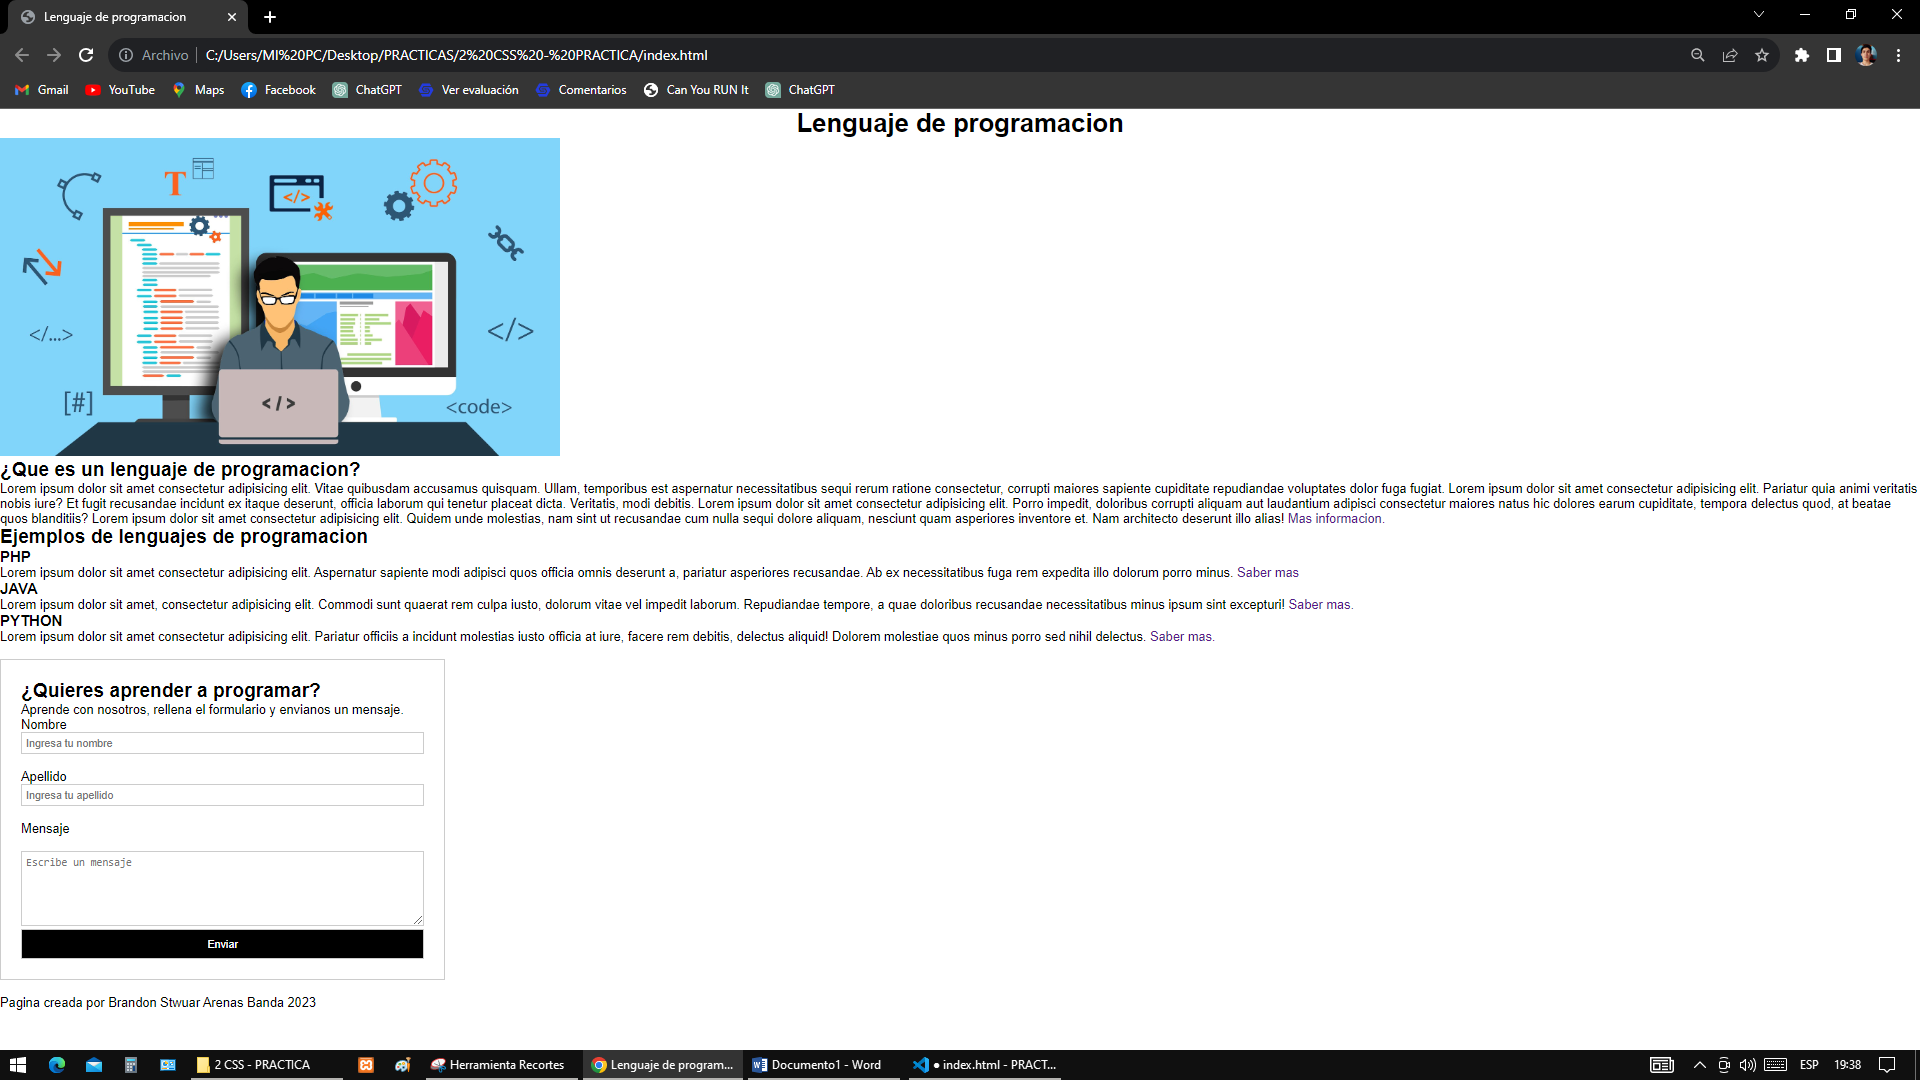 Lenguaje de programacion
Archivo C:/Users/MI%20PC/Desktop/PRACTICAS/2%20CSS%20-%20PRACTICA/index.html
Gmail YouTube Maps Facebook ChatGPT Ver evaluación Comentarios Can You RUN It ChatGPT
Lenguaje de programacion
T
</>
</...>
</>
[#]
</>
<code>
¿Que es un lenguaje de programacion?
Lorem ipsum dolor sit amet consectetur adipisicing elit. Vitae quibusdam accusamus quisquam. Ullam, temporibus est aspernatur necessitatibus sequi rerum ratione consectetur, corrupti maiores sapiente cupiditate repudiandae voluptates dolor fuga fugiat. Lorem ipsum dolor sit amet consectetur adipisicing elit. Pariatur quia animi veritatis
nobis iure? Et fugit recusandae incidunt ex itaque deserunt, officia laborum qui tenetur placeat dicta. Veritatis, modi debitis. Lorem ipsum dolor sit amet consectetur adipisicing elit. Porro impedit, doloribus corrupti aliquam aut laudantium adipisci consectetur maiores natus hic dolores earum cupiditate, tempora delectus quod, at beatae
quos blanditiis? Lorem ipsum dolor sit amet consectetur adipisicing elit. Quidem unde molestias, nam sint ut recusandae cum nulla sequi dolore aliquam, nesciunt quam asperiores inventore et. Nam architecto deserunt illo alias! Mas informacion.
Ejemplos de lenguajes de programacion
PHP
Lorem ipsum dolor sit amet consectetur adipisicing elit. Aspernatur sapiente modi adipisci quos officia omnis deserunt a, pariatur asperiores recusandae. Ab ex necessitatibus fuga rem expedita illo dolorum porro minus. Saber mas
JAVA
Lorem ipsum dolor sit amet, consectetur adipisicing elit. Commodi sunt quaerat rem culpa iusto, dolorum vitae vel impedit laborum. Repudiandae tempore, a quae doloribus recusandae necessitatibus minus ipsum sint excepturi! Saber mas.
PYTHON
Lorem ipsum dolor sit amet consectetur adipisicing elit. Pariatur officiis a incidunt molestias iusto officia at iure, facere rem debitis, delectus aliquid! Dolorem molestiae quos minus porro sed nihil delectus. Saber mas.
¿Quieres aprender a programar?
Aprende con nosotros, rellena el formulario y envianos un mensaje.
Nombre
Ingresa tu nombre
Apellido
Ingresa tu apellido
Mensaje
Escribe un mensaje
Enviar
Pagina creada por Brandon Stwuar Arenas Banda 2023
2 CSS - PRACTICA Herramienta Recortes Lenguaje de program... Documento1 - Word ● index.html - PRACT... ESP 19:38